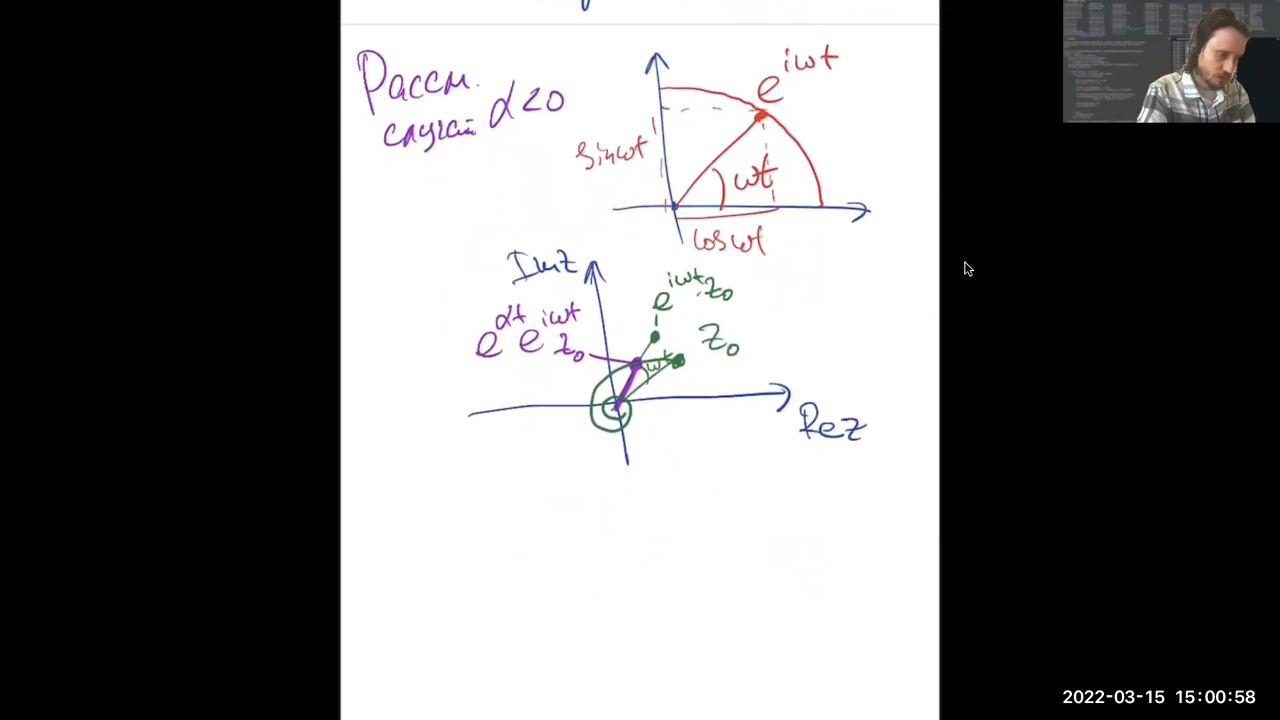 Рассм.
случай α<0
e^{iωt}
sin ωt
ωt
cos ωt
Im z
e^{iωt}·z₀
e^{αt} e^{iωt} z₀
z₀
ωt
Re z
2022-03-15 15:00:58